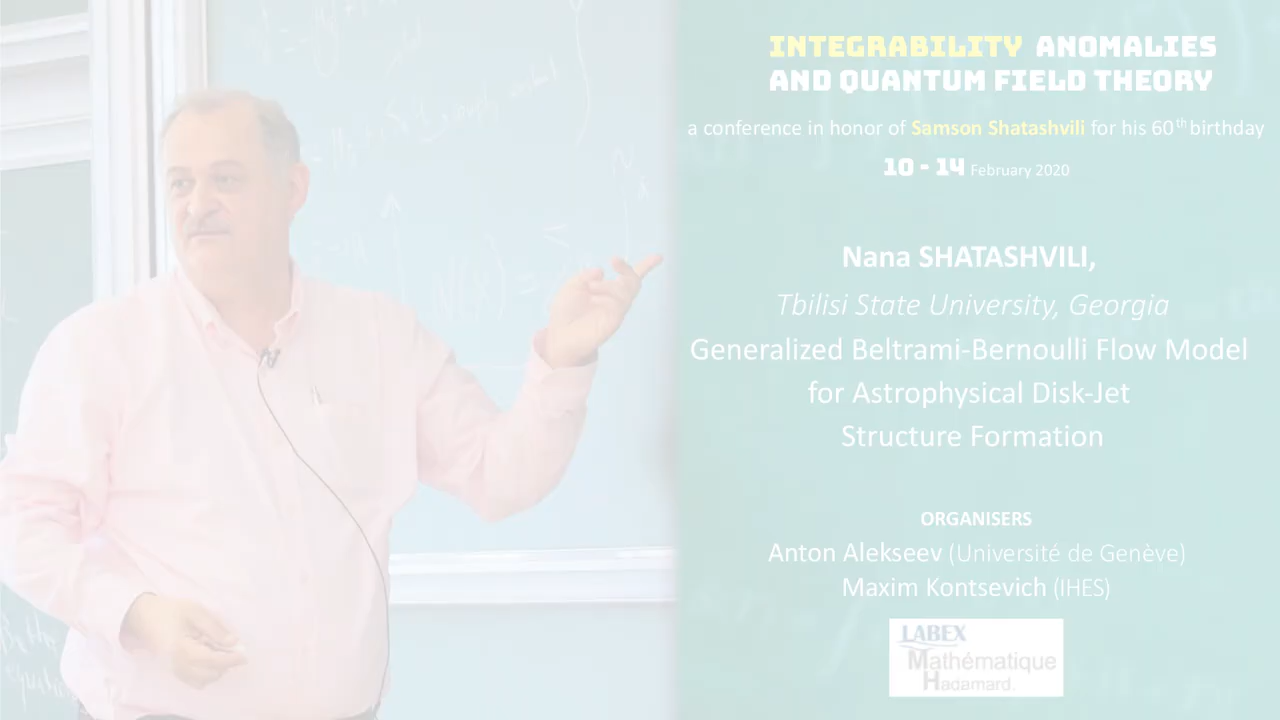 INTEGRABILITY ANOMALIES
AND QUANTUM FIELD THEORY
a conference in honor of Samson Shatashvili for his 60th birthday
10 - 14 February 2020
Nana SHATASHVILI,
Tbilisi State University, Georgia
Generalized Beltrami-Bernoulli Flow Model
for Astrophysical Disk-Jet
Structure Formation
ORGANISERS
Anton Alekseev (Université de Genève)
Maxim Kontsevich (IHES)
LABEX
Mathématique
Hadamard